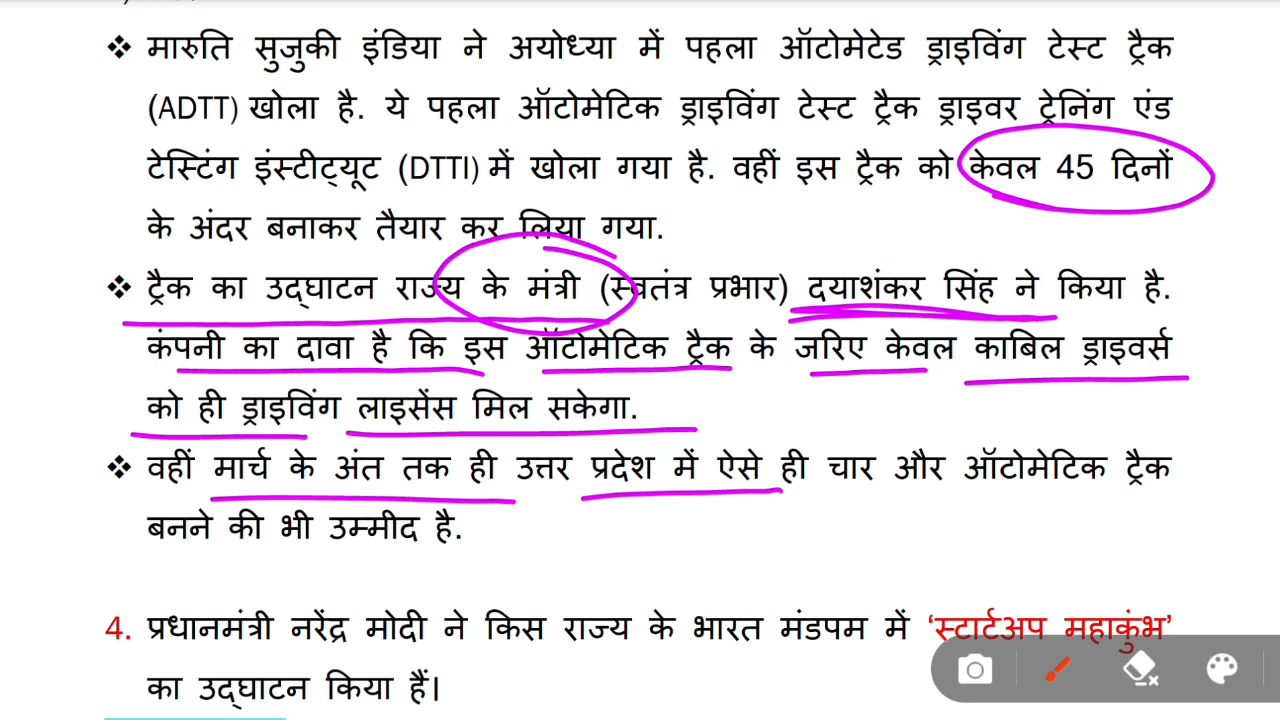 ❖ मारुति सुजुकी इंडिया ने अयोध्या में पहला ऑटोमेटेड ड्राइविंग टेस्ट ट्रैक
(ADTT) खोला है. ये पहला ऑटोमेटिक ड्राइविंग टेस्ट ट्रैक ड्राइवर ट्रेनिंग एंड
टेस्टिंग इंस्टीट्यूट (DTTI) में खोला गया है. वहीं इस ट्रैक को केवल 45 दिनों
के अंदर बनाकर तैयार कर लिया गया.
❖ ट्रैक का उद्घाटन राज्य के मंत्री (स्वतंत्र प्रभार) दयाशंकर सिंह ने किया है.
कंपनी का दावा है कि इस ऑटोमेटिक ट्रैक के जरिए केवल काबिल ड्राइवर्स
को ही ड्राइविंग लाइसेंस मिल सकेगा.
❖ वहीं मार्च के अंत तक ही उत्तर प्रदेश में ऐसे ही चार और ऑटोमेटिक ट्रैक
बनने की भी उम्मीद है.
4. प्रधानमंत्री नरेंद्र मोदी ने किस राज्य के भारत मंडपम में ‘स्टार्टअप महाकुंभ’
का उद्घाटन किया हैं।